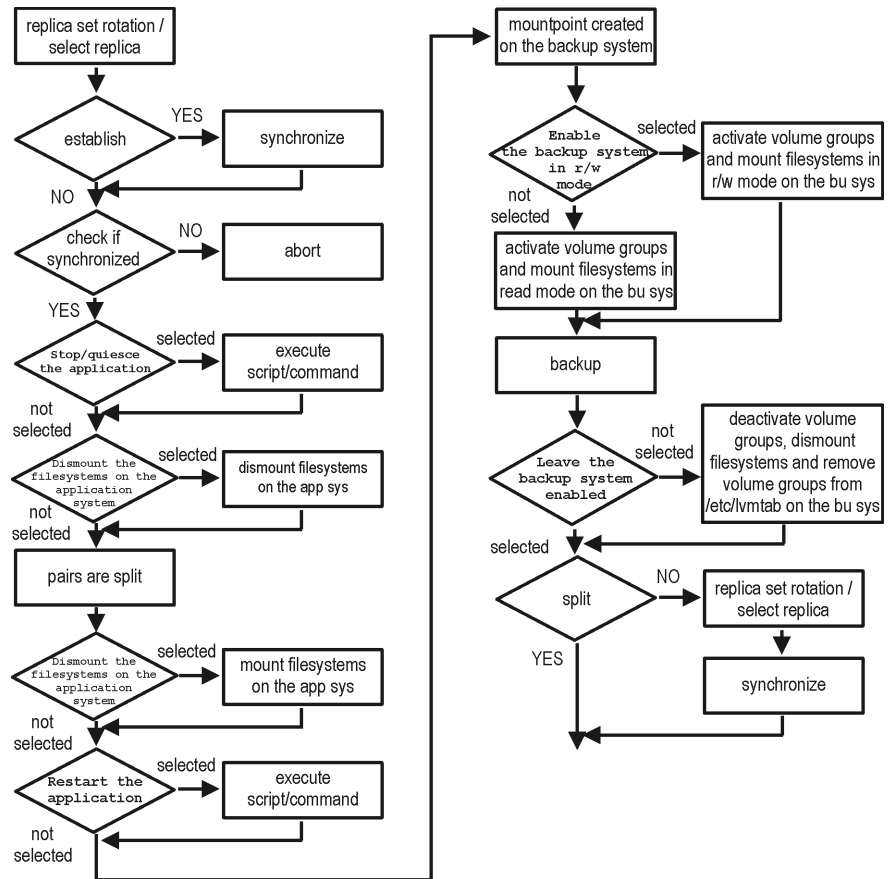 replica set rotation /
select replica
YES
establish
synchronize
NO
check if
synchronized
NO
abort
YES
Stop/quiesce
the application
selected
execute
script/command
not
selected
Dismount the
filesystems on the
application
system
selected
dismount filesystems
on the app sys
not
selected
pairs are split
Dismount the
filesystems on the
application
system
selected
mount filesystems
on the app sys
not
selected
Restart the
application
selected
execute
script/command
not
selected
mountpoint created
on the backup system
Enable
the backup system
in r/w
mode
selected
activate volume groups
and mount filesystems in
r/w mode on the bu sys
not
selected
activate volume groups
and mount filesystems in
read mode on the bu sys
backup
Leave the
backup system
enabled
not
selected
deactivate volume
groups, dismount
filesystems and remove
volume groups from
/etc/lvmtab on the bu sys
selected
split
NO
replica set rotation /
select replica
YES
synchronize